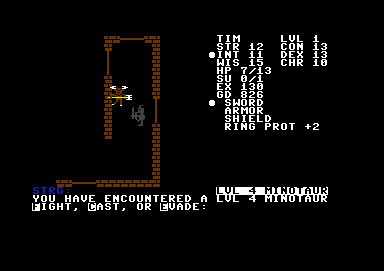 TIM LVL 1
STR 12 CON 13
INT 11 DEX 13
WIS 15 CHR 10
HP 7/13
SU 0/1
EX 130
GD 826
SWORD
ARMOR
SHIELD
RING PROT +2
STRG: LVL 4 MINOTAUR
YOU HAVE ENCOUNTERED A LVL 4 MINOTAUR
FIGHT, CAST, OR EVADE: